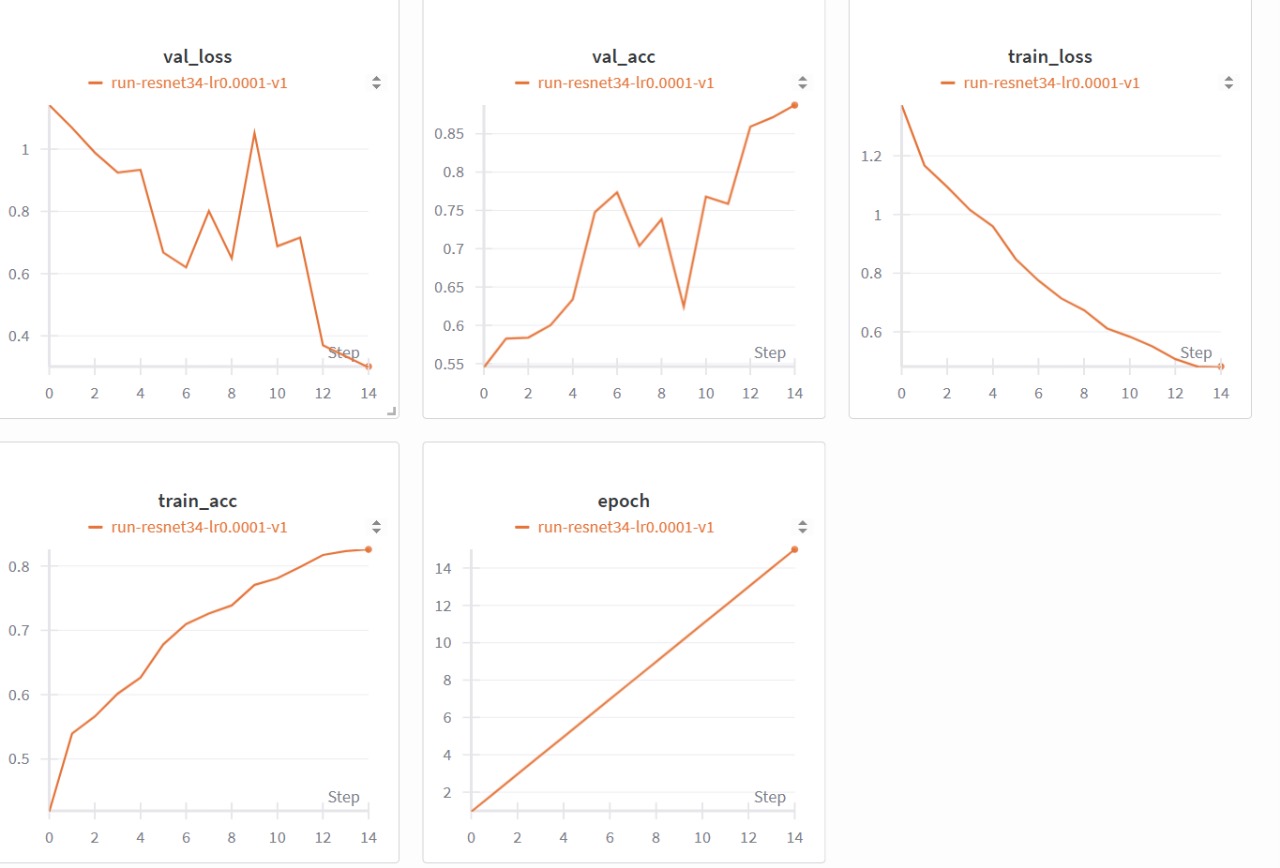 val_loss
run-resnet34-lr0.0001-v1
1
0.8
0.6
0.4
Step
0 2 4 6 8 10 12 14
val_acc
run-resnet34-lr0.0001-v1
0.85
0.8
0.75
0.7
0.65
0.6
0.55
Step
0 2 4 6 8 10 12 14
train_loss
run-resnet34-lr0.0001-v1
1.2
1
0.8
0.6
Step
0 2 4 6 8 10 12 14
train_acc
run-resnet34-lr0.0001-v1
0.8
0.7
0.6
0.5
Step
0 2 4 6 8 10 12 14
epoch
run-resnet34-lr0.0001-v1
14
12
10
8
6
4
2
Step
0 2 4 6 8 10 12 14